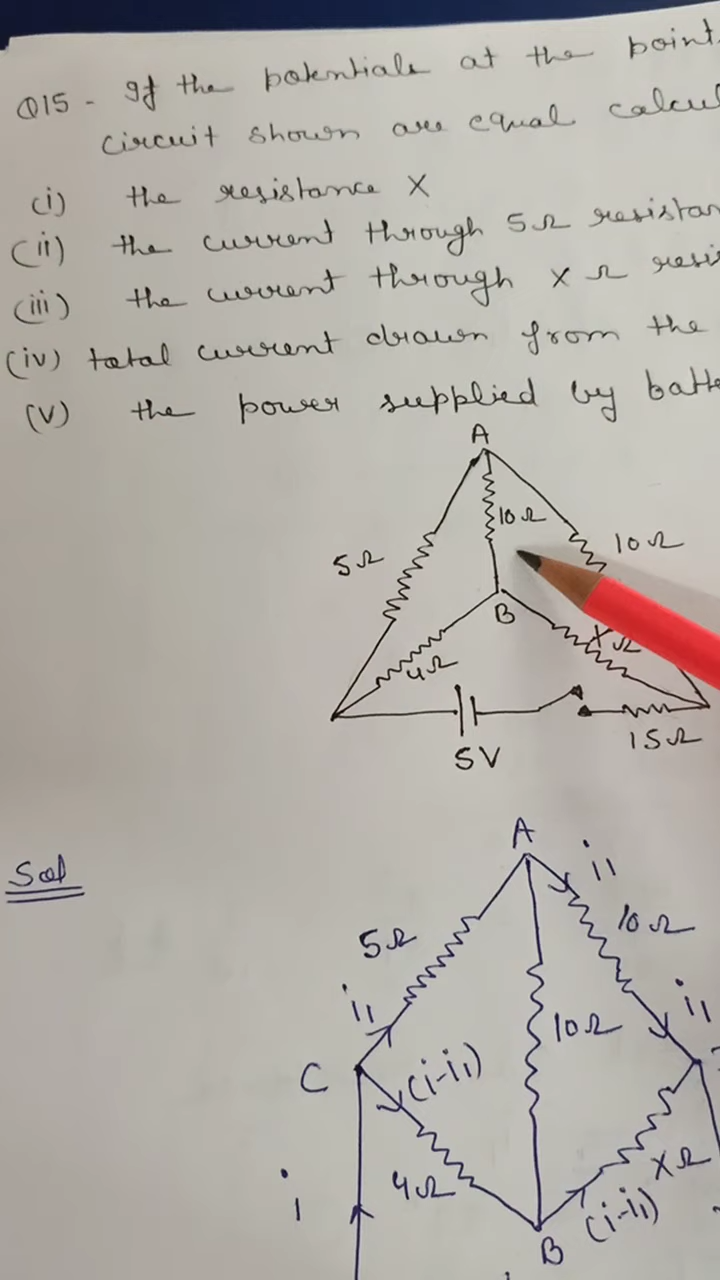 Q15 - If the potentials at the point
circuit shown are equal calcul
(i) the resistance X
(ii) the current through 5Ω resistan
(iii) the current through X Ω resi
(iv) total current drawn from the
(v) the power supplied by batte
A
10Ω
10Ω
5Ω
B
XΩ
4Ω
15Ω
5V
Sol
A
i1
10Ω
5Ω
i1
10Ω
i1
C
(i-i1)
XΩ
4Ω
i
(i-i1)
B